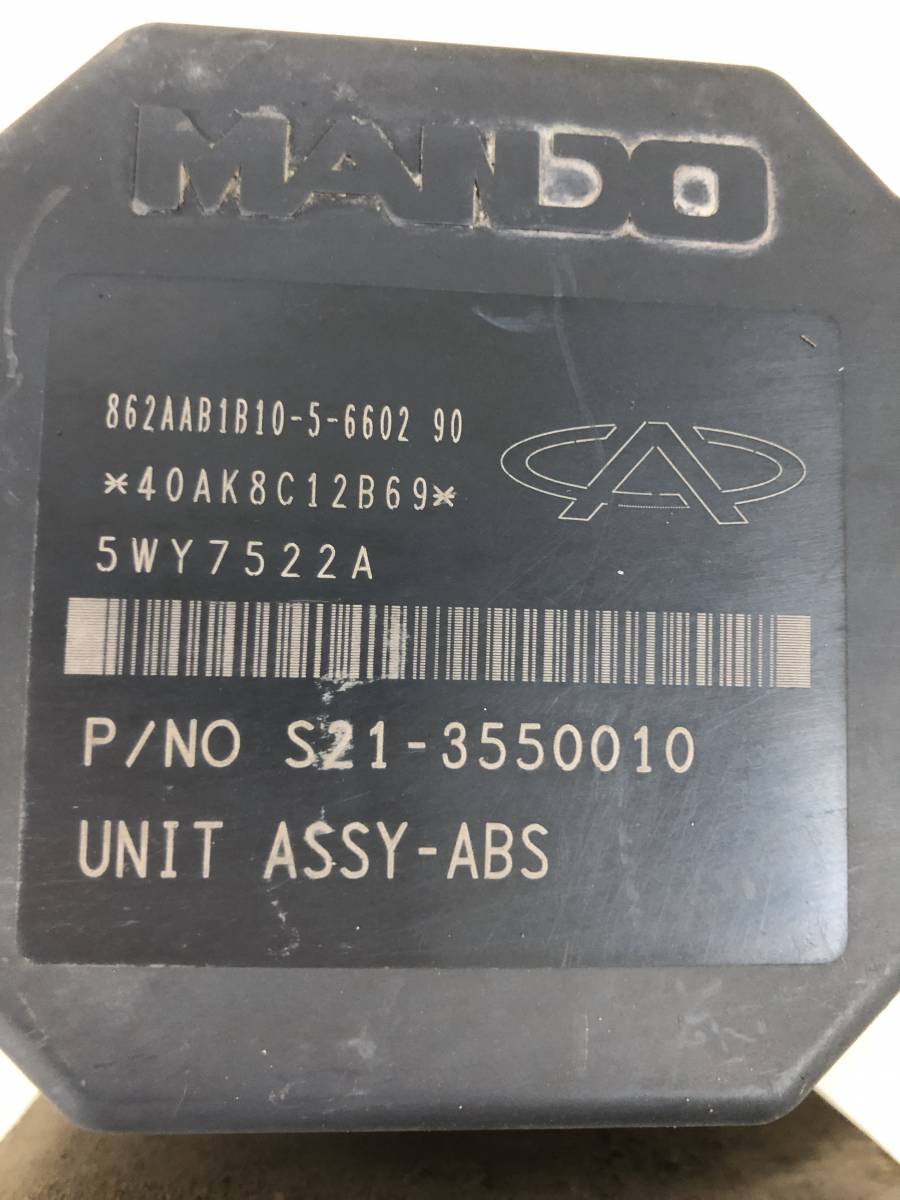 MANDO
862AAB1B10-5-6602 90
*40AK8C12B69*
5WY7522A
P/NO S21-3550010
UNIT ASSY-ABS